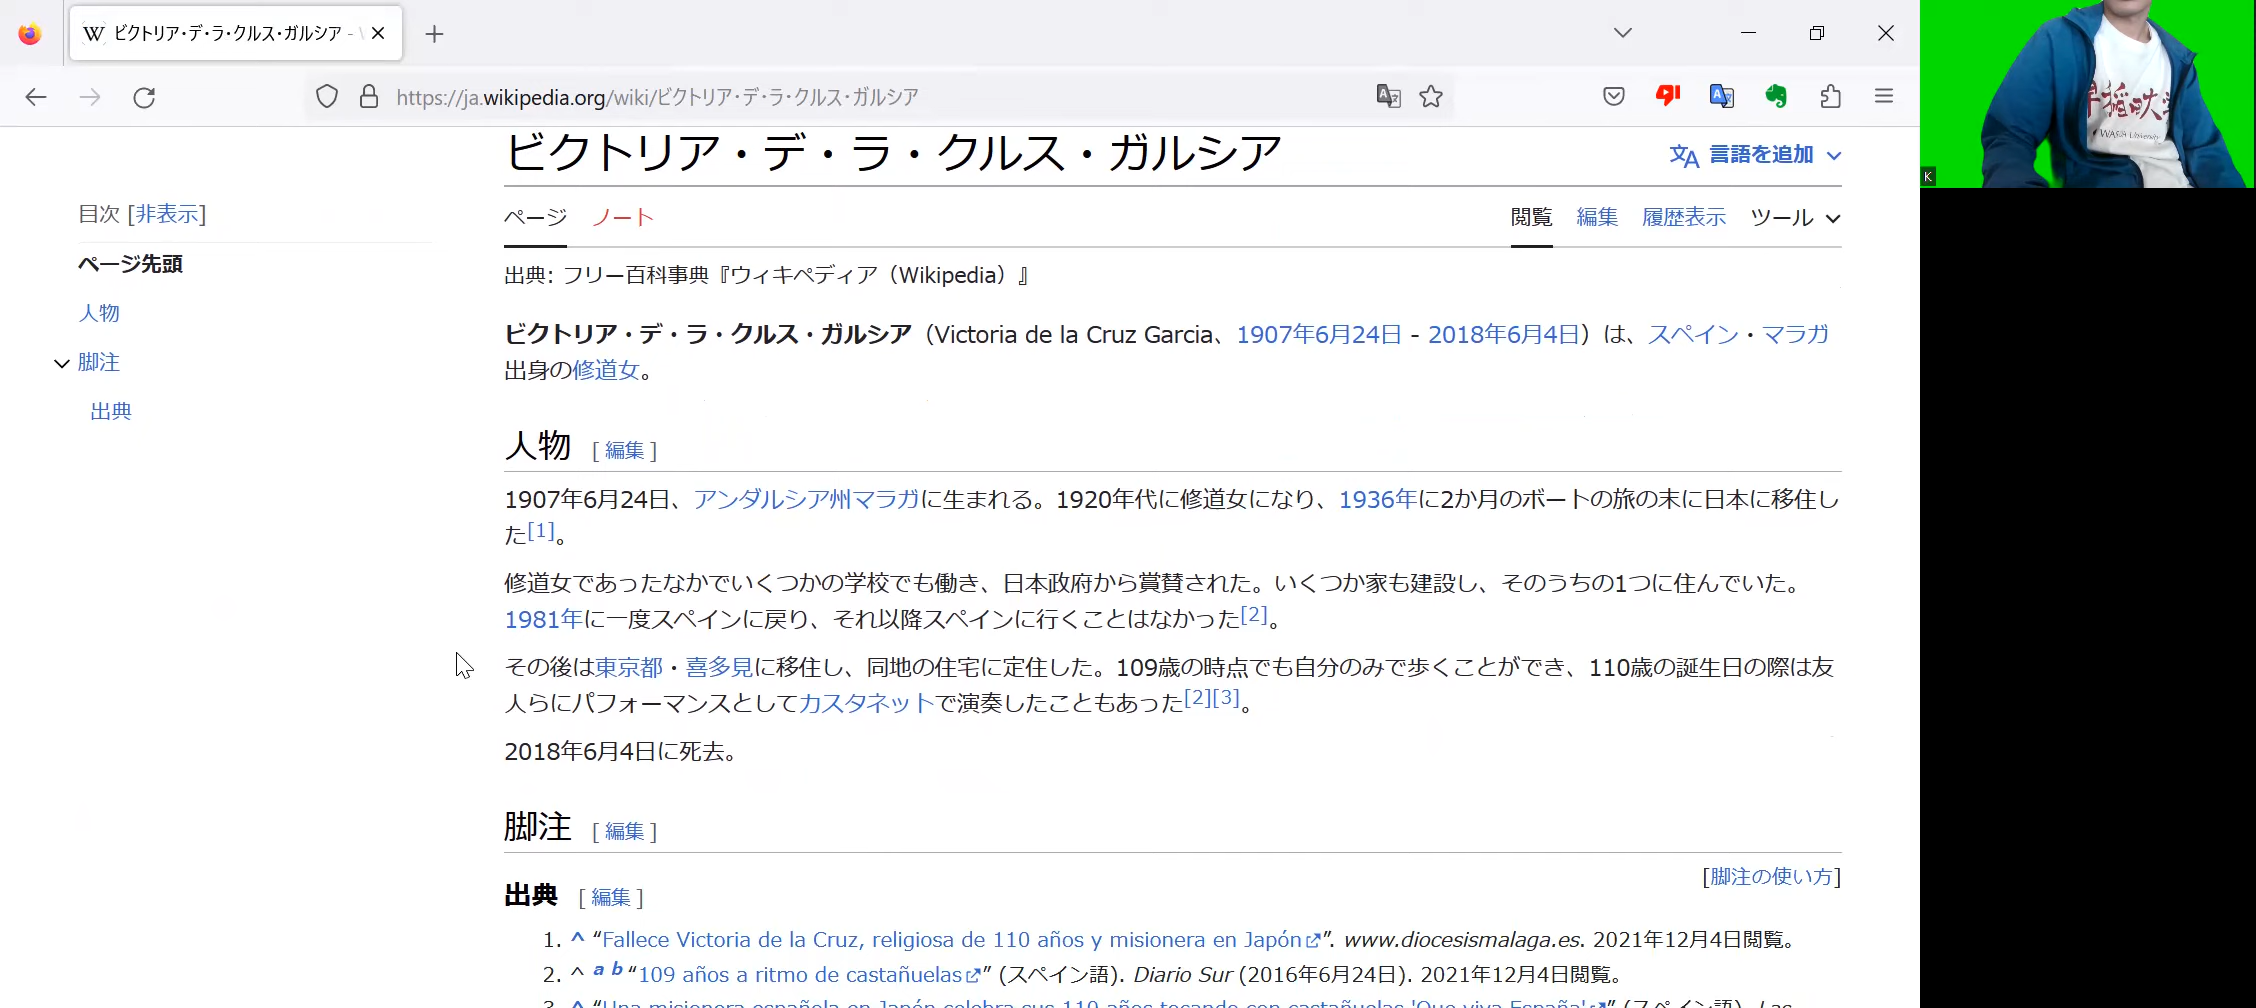 ビクトリア・デ・ラ・クルス・ガルシア -
https://ja.wikipedia.org/wiki/ビクトリア・デ・ラ・クルス・ガルシア
早稲田大
WASEDA University
K
ビクトリア・デ・ラ・クルス・ガルシア
言語を追加
目次 [非表示]
ページ先頭
人物
脚注
出典
ページ ノート 閲覧 編集 履歴表示 ツール
出典: フリー百科事典『ウィキペディア（Wikipedia）』
ビクトリア・デ・ラ・クルス・ガルシア（Victoria de la Cruz Garcia、1907年6月24日 - 2018年6月4日）は、スペイン・マラガ
出身の修道女。
人物 [ 編集 ]
1907年6月24日、アンダルシア州マラガに生まれる。1920年代に修道女になり、1936年に2か月のボートの旅の末に日本に移住し
た[1]。
修道女であったなかでいくつかの学校でも働き、日本政府から賞賛された。いくつか家も建設し、そのうちの1つに住んでいた。
1981年に一度スペインに戻り、それ以降スペインに行くことはなかった[2]。
その後は東京都・喜多見に移住し、同地の住宅に定住した。109歳の時点でも自分のみで歩くことができ、110歳の誕生日の際は友
人らにパフォーマンスとしてカスタネットで演奏したこともあった[2][3]。
2018年6月4日に死去。
脚注 [ 編集 ]
[脚注の使い方]
出典 [ 編集 ]
1. ^ “Fallece Victoria de la Cruz, religiosa de 110 años y misionera en Japón”. www.diocesismalaga.es. 2021年12月4日閲覧。
2. ^ a b “109 años a ritmo de castañuelas” (スペイン語). Diario Sur (2016年6月24日). 2021年12月4日閲覧。
3. ^ “Una misionera española en Japón celebra sus 110 años tocando con castañuelas 'Que viva España'” (スペイン語). Las